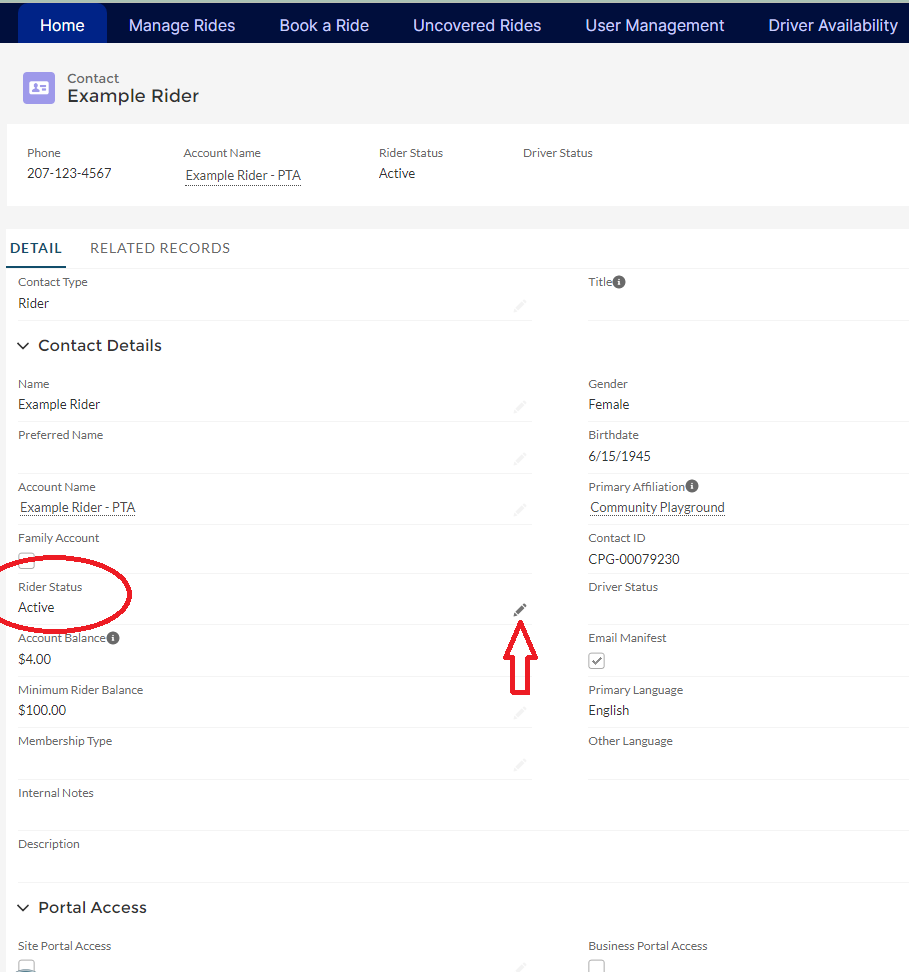 Home Manage Rides Book a Ride Uncovered Rides User Management Driver Availability
Contact
Example Rider
Phone Account Name Rider Status Driver Status
207-123-4567 Example Rider - PTA Active
DETAIL RELATED RECORDS
Contact Type Title
Rider
Contact Details
Name Gender
Example Rider Female
Preferred Name Birthdate
6/15/1945
Account Name Primary Affiliation
Example Rider - PTA Community Playground
Family Account Contact ID
CPG-00079230
Rider Status Driver Status
Active
Account Balance Email Manifest
$4.00
Minimum Rider Balance Primary Language
$100.00 English
Membership Type Other Language
Internal Notes
Description
Portal Access
Site Portal Access Business Portal Access